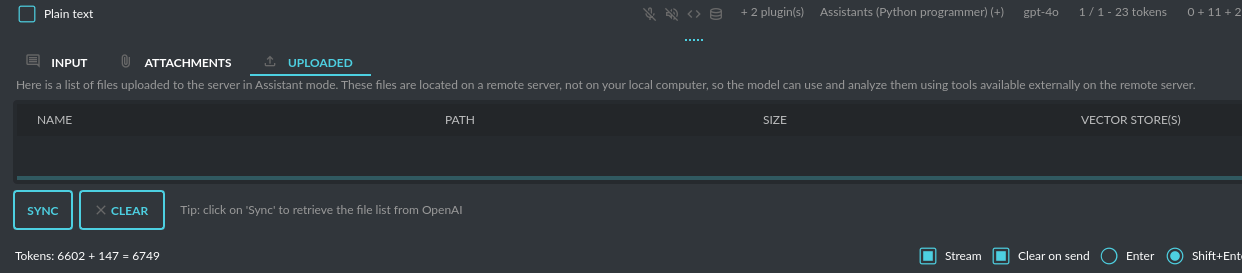 Plain text
+ 2 plugin(s) Assistants (Python programmer) (+) gpt-4o 1 / 1 - 23 tokens 0 + 11 + 2
INPUT ATTACHMENTS UPLOADED
Here is a list of files uploaded to the server in Assistant mode. These files are located on a remote server, not on your local computer, so the model can use and analyze them using tools available externally on the remote server.
NAME PATH SIZE VECTOR STORE(S)
SYNC CLEAR Tip: click on 'Sync' to retrieve the file list from OpenAI
Tokens: 6602 + 147 = 6749 Stream Clear on send Enter Shift+Ente